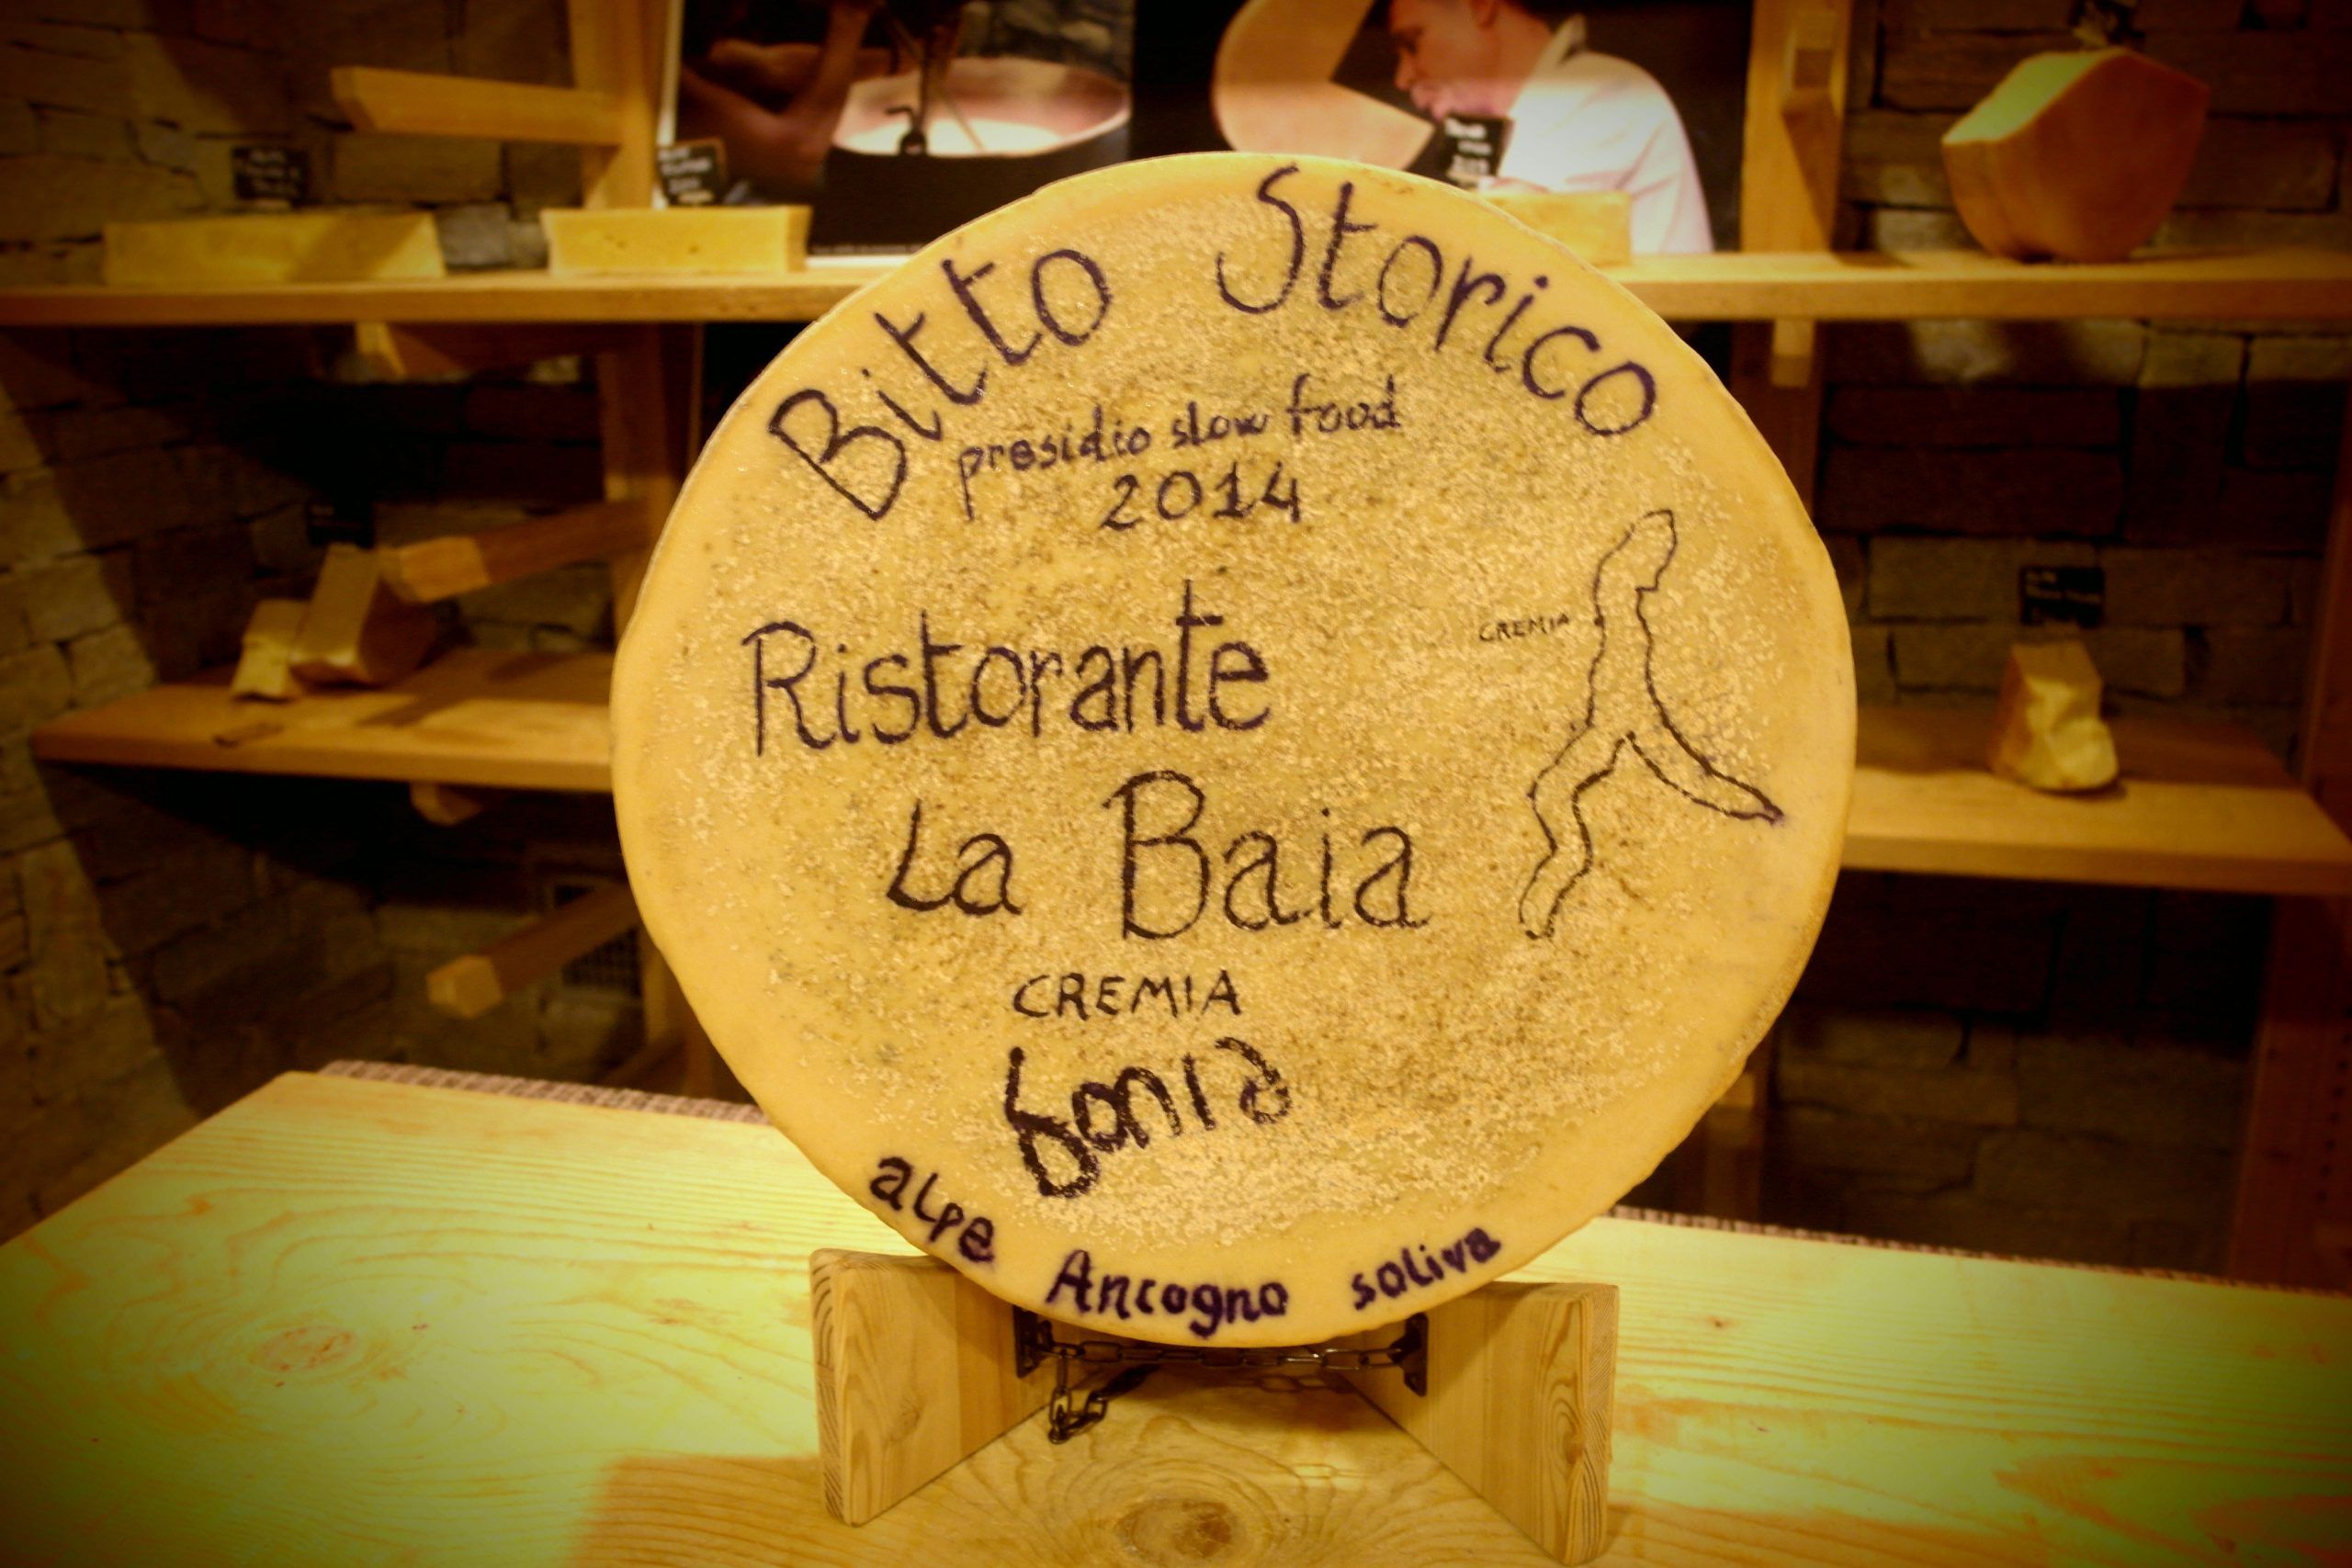 Bitto Storico
presidio slow food
2014
Ristorante
La Baia
CREMIA
CREMIA
alpe Ancogno soliva